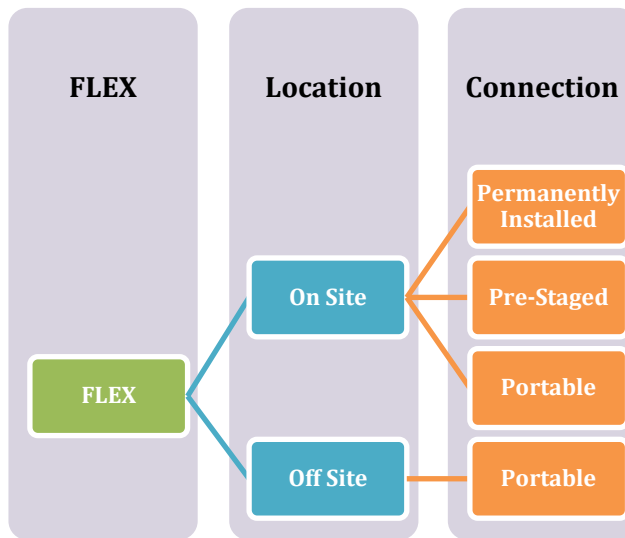 FLEX
Location
Connection
Permanently
Installed
On Site
Pre-Staged
FLEX
Portable
Off Site
Portable